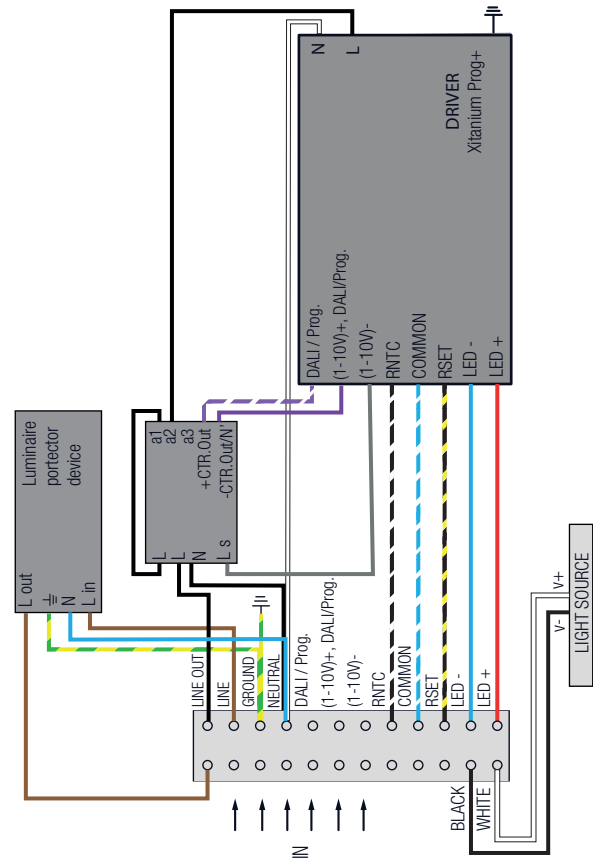 N
L
DRIVER
Xitanium Prog+
DALI / Prog.
(1-10V)+, DALI/Prog.
(1-10V)-
RNTC
COMMON
RSET
LED -
LED +
a1
a2
a3
+CTR.Out
-CTR.Out/N'
L
L
N
Ls
Luminaire
portector
device
L out
N
L in
LINE OUT
LINE
GROUND
NEUTRAL
DALI / Prog.
(1-10V)+, DALI/Prog.
(1-10V)-
RNTC
COMMON
RSET
LED -
LED +
IN
BLACK
WHITE
V-
V+
LIGHT SOURCE